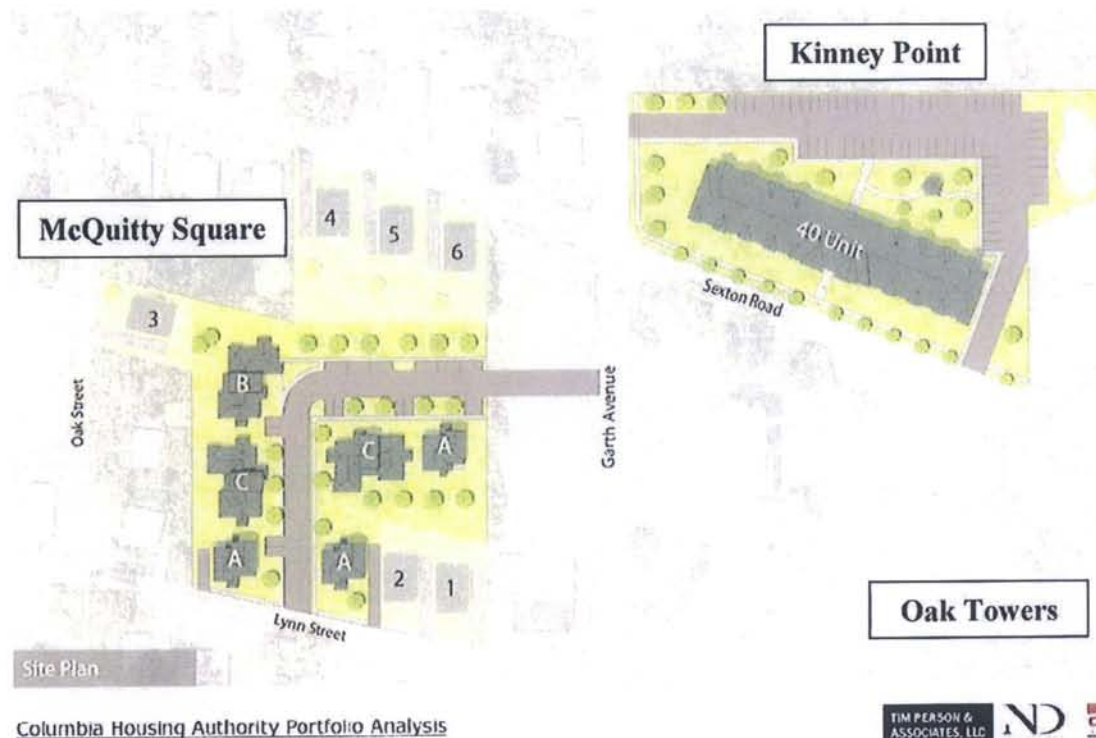 Kinney Point
McQuitty Square
4
5
6
40 Unit
Sexton Road
3
B
Oak Street
Garth Avenue
C
A
C
A
A
2
1
Lynn Street
Oak Towers
Site Plan
Columbia Housing Authority Portfolio Analysis
TIM PERSON &
ASSOCIATES, LLC
ND